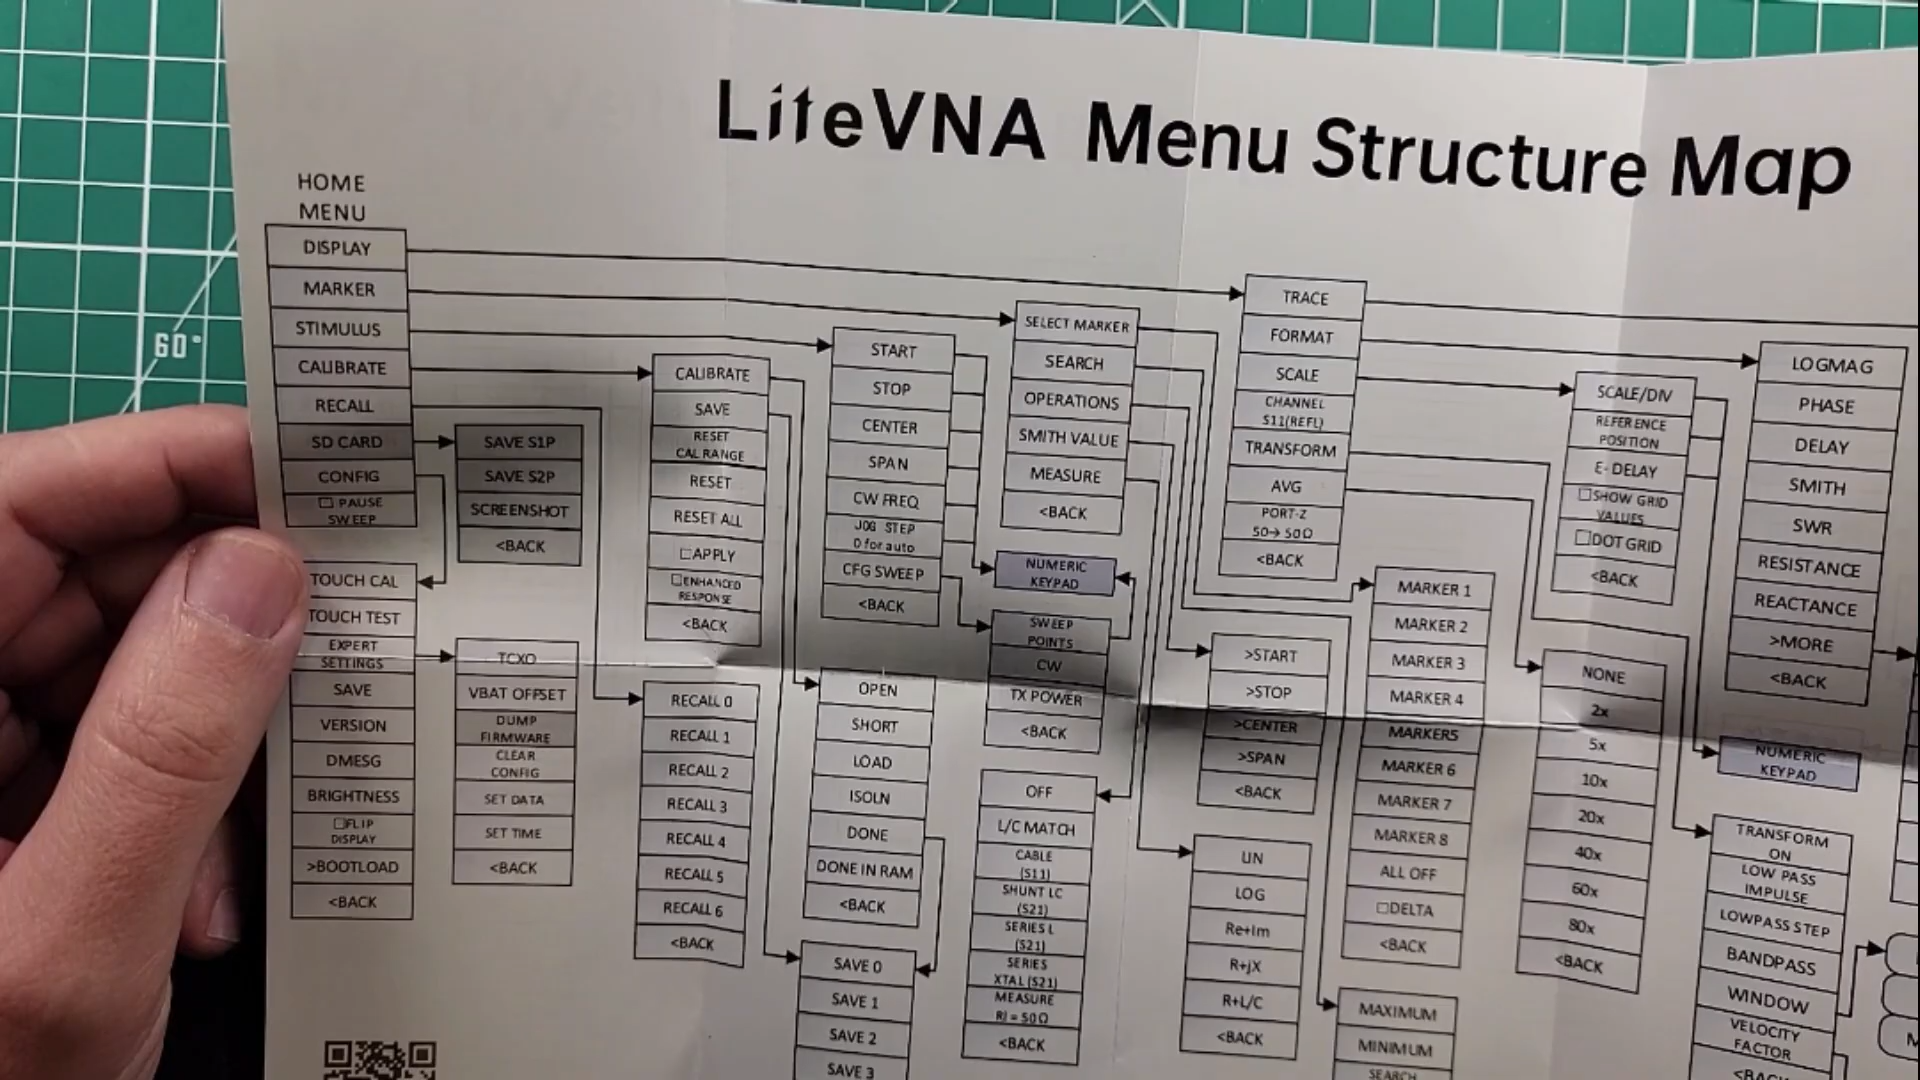 LiteVNA Menu Structure Map
HOME
MENU
DISPLAY
MARKER
STIMULUS
CALIBRATE
RECALL
SD CARD
CONFIG
☐ PAUSE
SWEEP
SAVE S1P
SAVE S2P
SCREENSHOT
<BACK
TOUCH CAL
TOUCH TEST
EXPERT
SETTINGS
SAVE
VERSION
DMESG
BRIGHTNESS
☐FLIP
DISPLAY
>BOOTLOAD
<BACK
TCXO
VBAT OFFSET
DUMP
FIRMWARE
CLEAR
CONFIG
SET DATA
SET TIME
<BACK
CALIBRATE
SAVE
RESET
CAL RANGE
RESET
RESET ALL
☐APPLY
☐ENHANCED
RESPONSE
<BACK
RECALL 0
RECALL 1
RECALL 2
RECALL 3
RECALL 4
RECALL 5
RECALL 6
<BACK
START
STOP
CENTER
SPAN
CW FREQ
JOG STEP
0 for auto
CFG SWEEP
<BACK
OPEN
SHORT
LOAD
ISOLN
DONE
DONE IN RAM
<BACK
SAVE 0
SAVE 1
SAVE 2
SAVE 3
SELECT MARKER
SEARCH
OPERATIONS
SMITH VALUE
MEASURE
<BACK
NUMERIC
KEYPAD
SWEEP
POINTS
CW
TX POWER
<BACK
OFF
L/C MATCH
CABLE
(S11)
SHUNT LC
(S21)
SERIES L
(S21)
SERIES
XTAL (S21)
MEASURE
Rl = 50Ω
<BACK
TRACE
FORMAT
SCALE
CHANNEL
S11(REFL)
TRANSFORM
AVG
PORT-Z
50→ 50Ω
<BACK
>START
>STOP
>CENTER
>SPAN
<BACK
LIN
LOG
Re+Im
R+jX
R+L/C
<BACK
MARKER 1
MARKER 2
MARKER 3
MARKER 4
MARKER5
MARKER 6
MARKER 7
MARKER 8
ALL OFF
☐DELTA
<BACK
MAXIMUM
MINIMUM
SEARCH
SCALE/DIV
REFERENCE
POSITION
E-DELAY
☐SHOW GRID
VALUES
☐DOT GRID
<BACK
NONE
2x
5x
10x
20x
40x
60x
80x
<BACK
LOGMAG
PHASE
DELAY
SMITH
SWR
RESISTANCE
REACTANCE
>MORE
<BACK
NUMERIC
KEYPAD
TRANSFORM
ON
LOW PASS
IMPULSE
LOWPASS STEP
BANDPASS
WINDOW
VELOCITY
FACTOR
<BACK
60°